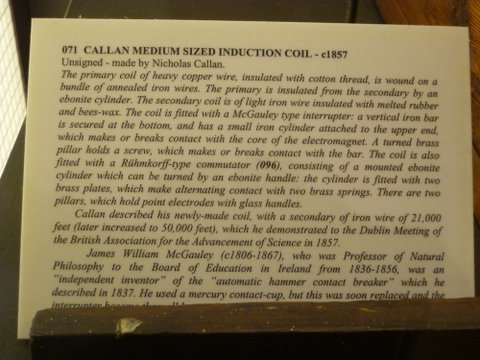 071 CALLAN MEDIUM SIZED INDUCTION COIL - c1857
Unsigned - made by Nicholas Callan.
The primary coil of heavy copper wire, insulated with cotton thread, is wound on a
bundle of annealed iron wires. The primary is insulated from the secondary by an
ebonite cylinder. The secondary coil is of light iron wire insulated with melted rubber
and bees-wax. The coil is fitted with a McGauley type interrupter: a vertical iron bar
is secured at the bottom, and has a small iron cylinder attached to the upper end,
which makes or breaks contact with the core of the electromagnet. A turned brass
pillar holds a screw, which makes or breaks contact with the bar. The coil is also
fitted with a Rühmkorff-type commutator (096), consisting of a mounted ebonite
cylinder which can be turned by an ebonite handle: the cylinder is fitted with two
brass plates, which make alternating contact with two brass springs. There are two
pillars, which hold point electrodes with glass handles.
Callan described his newly-made coil, with a secondary of iron wire of 21,000
feet (later increased to 50,000 feet), which he demonstrated to the Dublin Meeting of
the British Association for the Advancement of Science in 1857.
James William McGauley (c1806-1867), who was Professor of Natural
Philosophy to the Board of Education in Ireland from 1836-1856, was an
"independent inventor" of the "automatic hammer contact breaker" which he
described in 1837. He used a mercury contact-cup, but this was soon replaced and the
interrupter